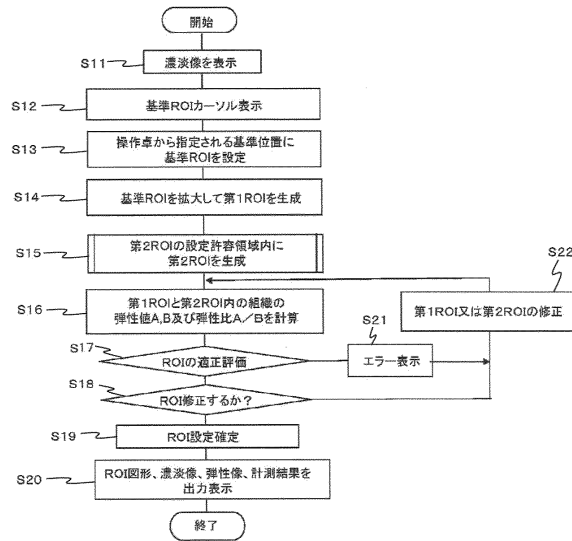 開始
S11
濃淡像を表示
S12
基準ROIカーソル表示
S13
操作卓から指定される基準位置に
基準ROIを設定
S14
基準ROIを拡大して第1ROIを生成
S15
第2ROIの設定許容領域内に
第2ROIを生成
S22
S16
第1ROIと第2ROI内の組織の
弾性値A,B及び弾性比A/Bを計算
第1ROI又は第2ROIの修正
S21
S17
ROIの適正評価
エラー表示
S18
ROI修正するか?
S19
ROI設定確定
S20
ROI図形、濃淡像、弾性像、計測結果を
出力表示
終了